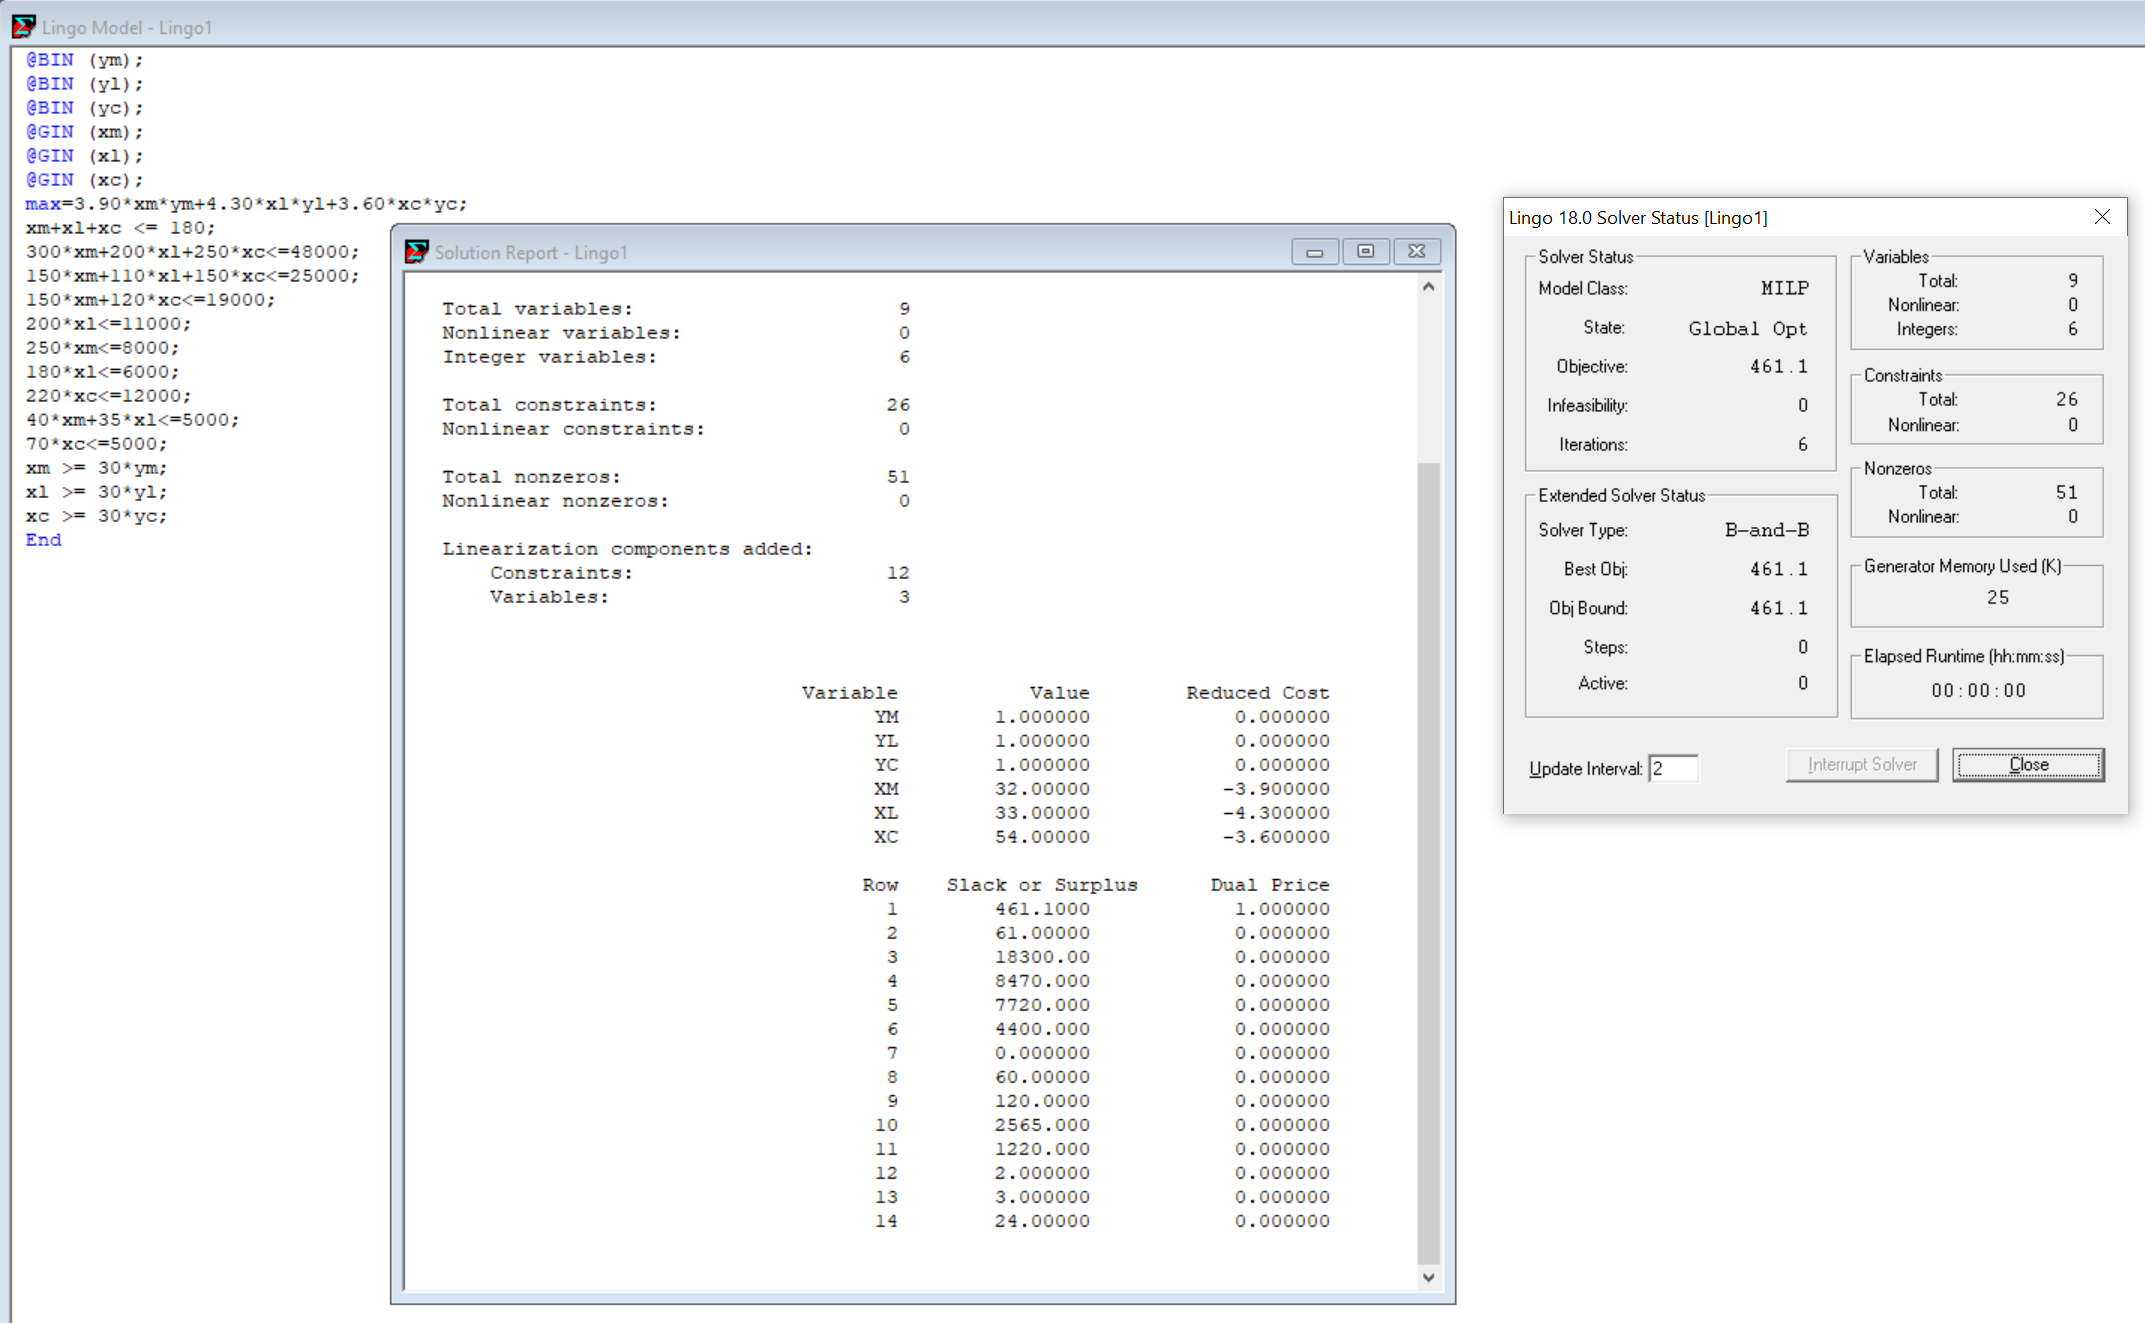 Lingo Model - Lingo1
@BIN (ym);
@BIN (yl);
@BIN (yc);
@GIN (xm);
@GIN (xl);
@GIN (xc);
max=3.90*xm*ym+4.30*xl*yl+3.60*xc*yc;
xm+xl+xc <= 180;
300*xm+200*xl+250*xc<=48000;
150*xm+110*xl+150*xc<=25000;
150*xm+120*xc<=19000;
200*xl<=11000;
250*xm<=8000;
180*xl<=6000;
220*xc<=12000;
40*xm+35*xl<=5000;
70*xc<=5000;
xm >= 30*ym;
xl >= 30*yl;
xc >= 30*yc;
End
Solution Report - Lingo1
Total variables: 9
Nonlinear variables: 0
Integer variables: 6
Total constraints: 26
Nonlinear constraints: 0
Total nonzeros: 51
Nonlinear nonzeros: 0
Linearization components added:
Constraints: 12
Variables: 3
Variable Value Reduced Cost
YM 1.000000 0.000000
YL 1.000000 0.000000
YC 1.000000 0.000000
XM 32.00000 -3.900000
XL 33.00000 -4.300000
XC 54.00000 -3.600000
Row Slack or Surplus Dual Price
1 461.1000 1.000000
2 61.00000 0.000000
3 18300.00 0.000000
4 8470.000 0.000000
5 7720.000 0.000000
6 4400.000 0.000000
7 0.000000 0.000000
8 60.00000 0.000000
9 120.0000 0.000000
10 2565.000 0.000000
11 1220.000 0.000000
12 2.000000 0.000000
13 3.000000 0.000000
14 24.00000 0.000000
Lingo 18.0 Solver Status [Lingo1]
Solver Status
Model Class: MILP
State: Global Opt
Objective: 461.1
Infeasibility: 0
Iterations: 6
Extended Solver Status
Solver Type: B-and-B
Best Obj: 461.1
Obj Bound: 461.1
Steps: 0
Active: 0
Variables
Total: 9
Nonlinear: 0
Integers: 6
Constraints
Total: 26
Nonlinear: 0
Nonzeros
Total: 51
Nonlinear: 0
Generator Memory Used (K)
25
Elapsed Runtime (hh:mm:ss)
00:00:00
Update Interval: 2
Interrupt Solver
Close